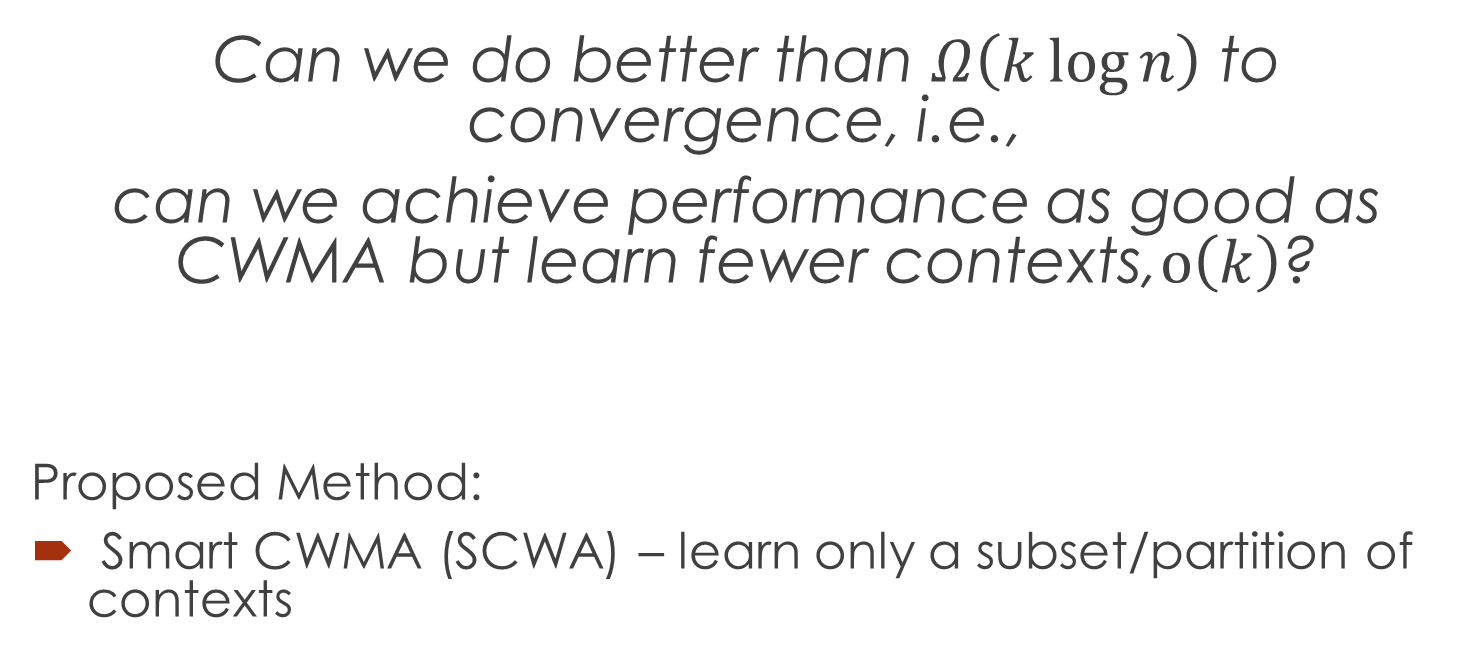 Can we do better than Ω(k log n) to
convergence, i.e.,
can we achieve performance as good as
CWMA but learn fewer contexts, o(k)?
Proposed Method:
Smart CWMA (SCWA) – learn only a subset/partition of
contexts